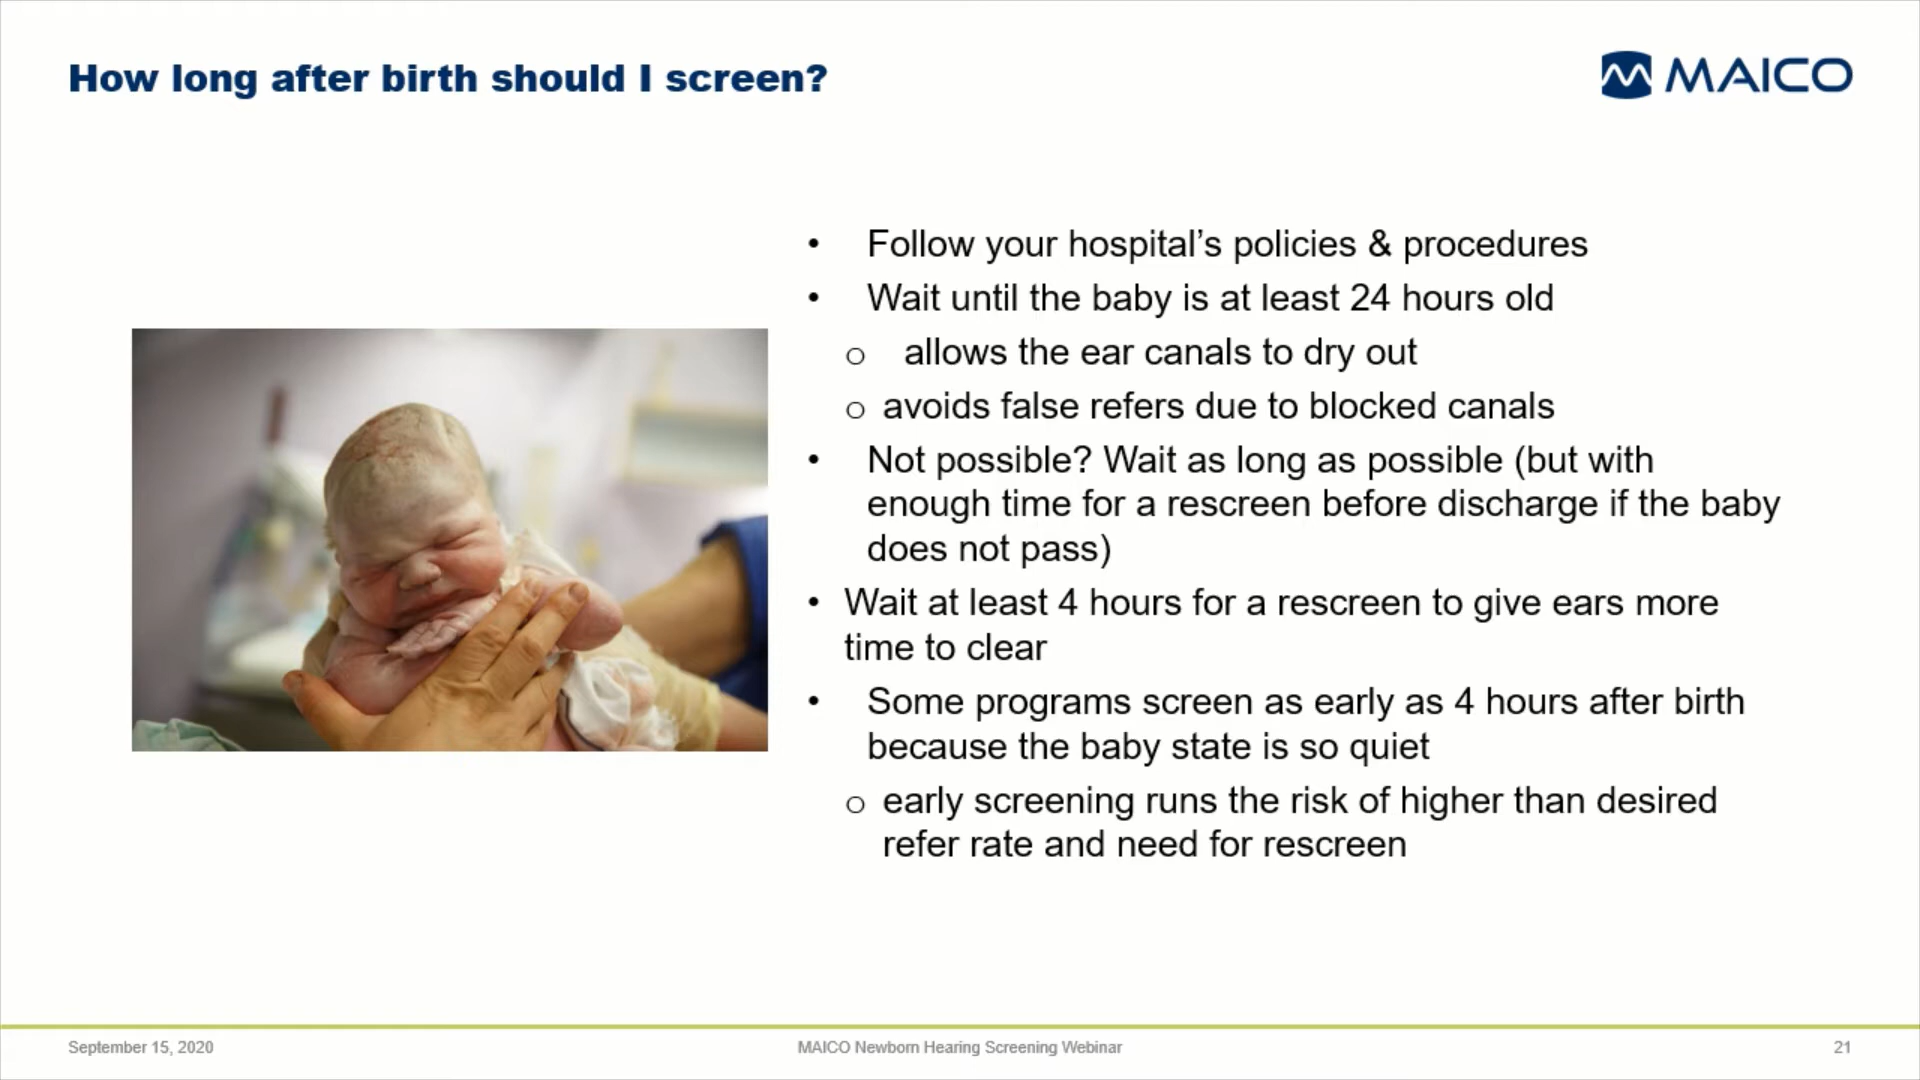 How long after birth should I screen?
MAICO
• Follow your hospital’s policies & procedures
• Wait until the baby is at least 24 hours old
o allows the ear canals to dry out
o avoids false refers due to blocked canals
• Not possible? Wait as long as possible (but with
enough time for a rescreen before discharge if the baby
does not pass)
• Wait at least 4 hours for a rescreen to give ears more
time to clear
• Some programs screen as early as 4 hours after birth
because the baby state is so quiet
o early screening runs the risk of higher than desired
refer rate and need for rescreen
September 15, 2020
MAICO Newborn Hearing Screening Webinar
21